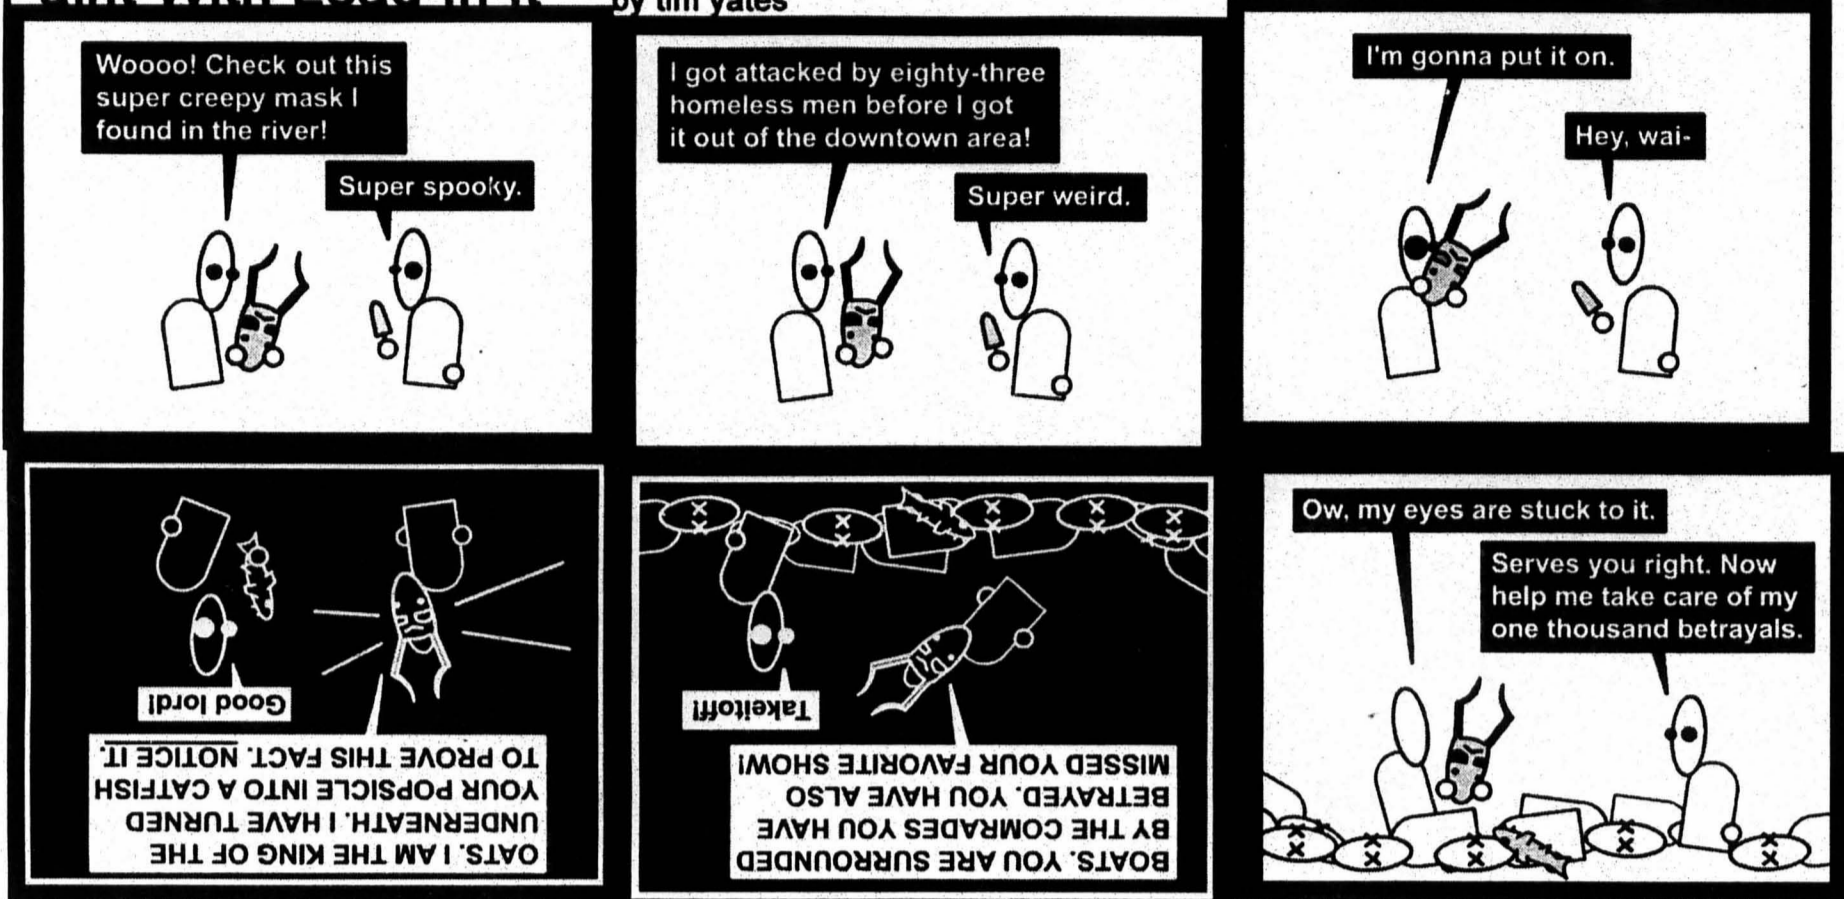 by tim yates
Woooo! Check out this
super creepy mask I
found in the river!
Super spooky.
I got attacked by eighty-three
homeless men before I got
it out of the downtown area!
Super weird.
I'm gonna put it on.
Hey, wai-
OATS. I AM THE KING OF THE
UNDERNEATH. I HAVE TURNED
YOUR POPSICLE INTO A CATFISH
TO PROVE THIS FACT. NOTICE IT.
Good lord!
BOATS. YOU ARE SURROUNDED
BY THE COMRADES YOU HAVE
BETRAYED. YOU HAVE ALSO
MISSED YOUR FAVORITE SHOW!
Takeitoff!
Ow, my eyes are stuck to it.
Serves you right. Now
help me take care of my
one thousand betrayals.